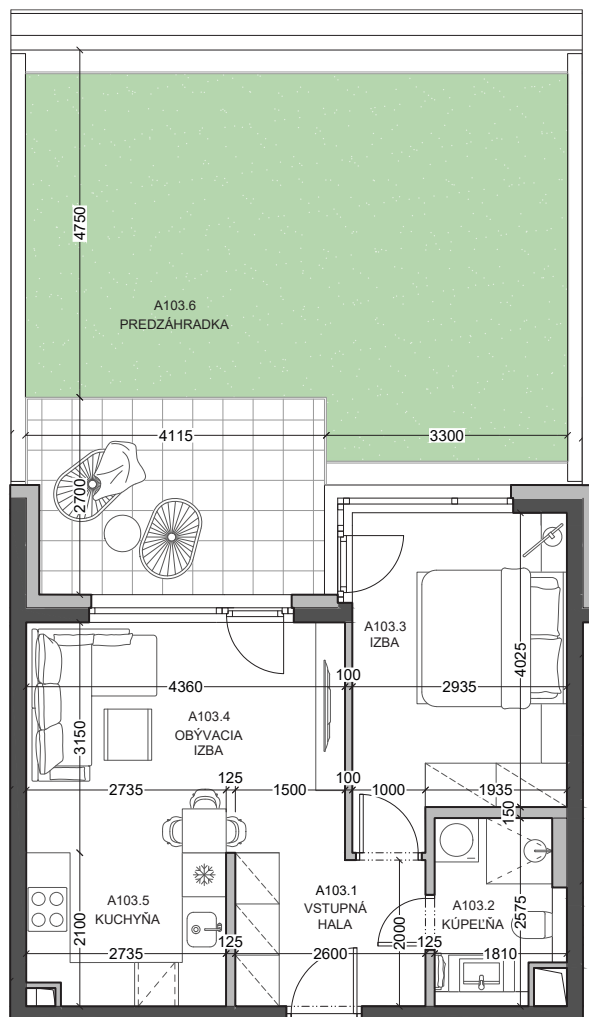 4750
A103.6
PREDZÁHRADKA
4115
3300
2700
A103.3
IZBA
4025
100
4360
2935
A103.4
OBÝVACIA
IZBA
3150
125
100
2735
1500
1000
1935
150
A103.5
KUCHYŇA
A103.1
VSTUPNÁ
HALA
A103.2
KÚPEĽŇA
2100
2000
2575
2735
125
2600
125
1810